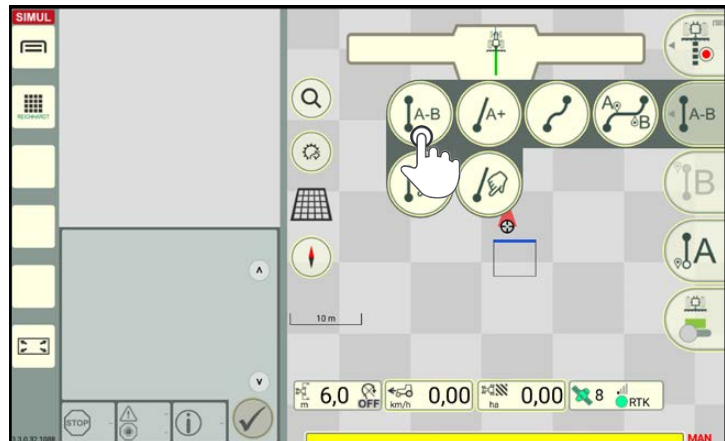 SIMUL
A-B
A+
A
B
A-B
REICHHARDT
B
A
10 m
m
6,0
OFF
km/h
0,00
ha
0,00
8
RTK
STOP
MAN